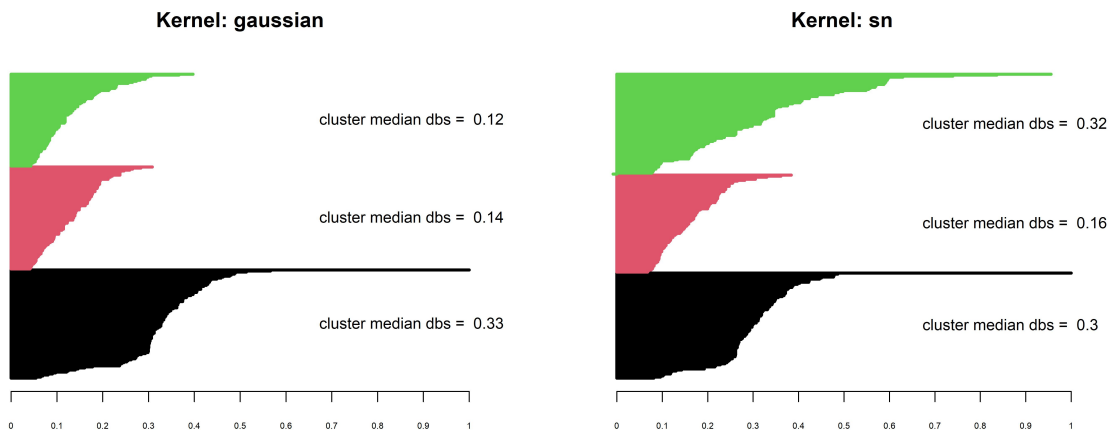 Kernel: gaussian
cluster median dbs = 0.12
cluster median dbs = 0.14
cluster median dbs = 0.33
0 0.1 0.2 0.3 0.4 0.5 0.6 0.7 0.8 0.9 1
Kernel: sn
cluster median dbs = 0.32
cluster median dbs = 0.16
cluster median dbs = 0.3
0 0.1 0.2 0.3 0.4 0.5 0.6 0.7 0.8 0.9 1